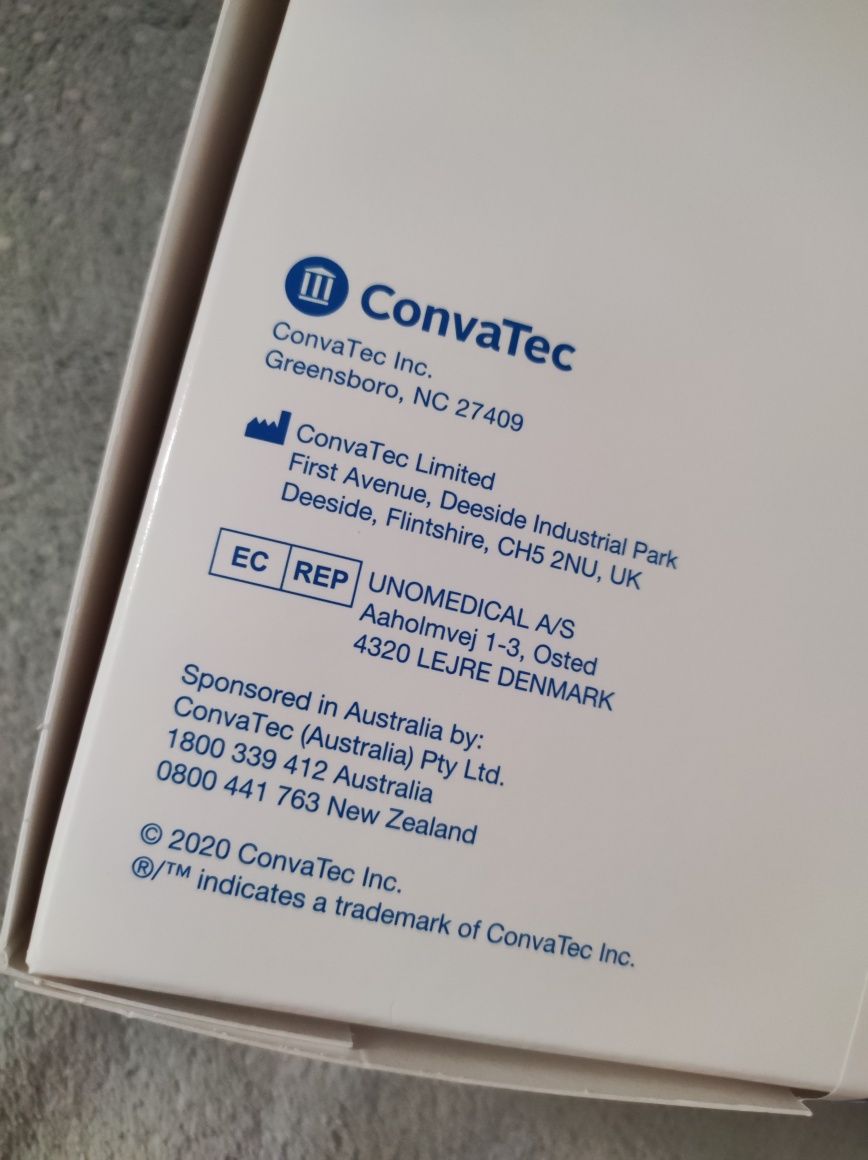 ConvaTec
ConvaTec Inc.
Greensboro, NC 27409
ConvaTec Limited
First Avenue, Deeside Industrial Park
Deeside, Flintshire, CH5 2NU, UK
EC REP UNOMEDICAL A/S
Aaholmvej 1-3, Osted
4320 LEJRE DENMARK
Sponsored in Australia by:
ConvaTec (Australia) Pty Ltd.
1800 339 412 Australia
0800 441 763 New Zealand
© 2020 ConvaTec Inc.
®/™ indicates a trademark of ConvaTec Inc.